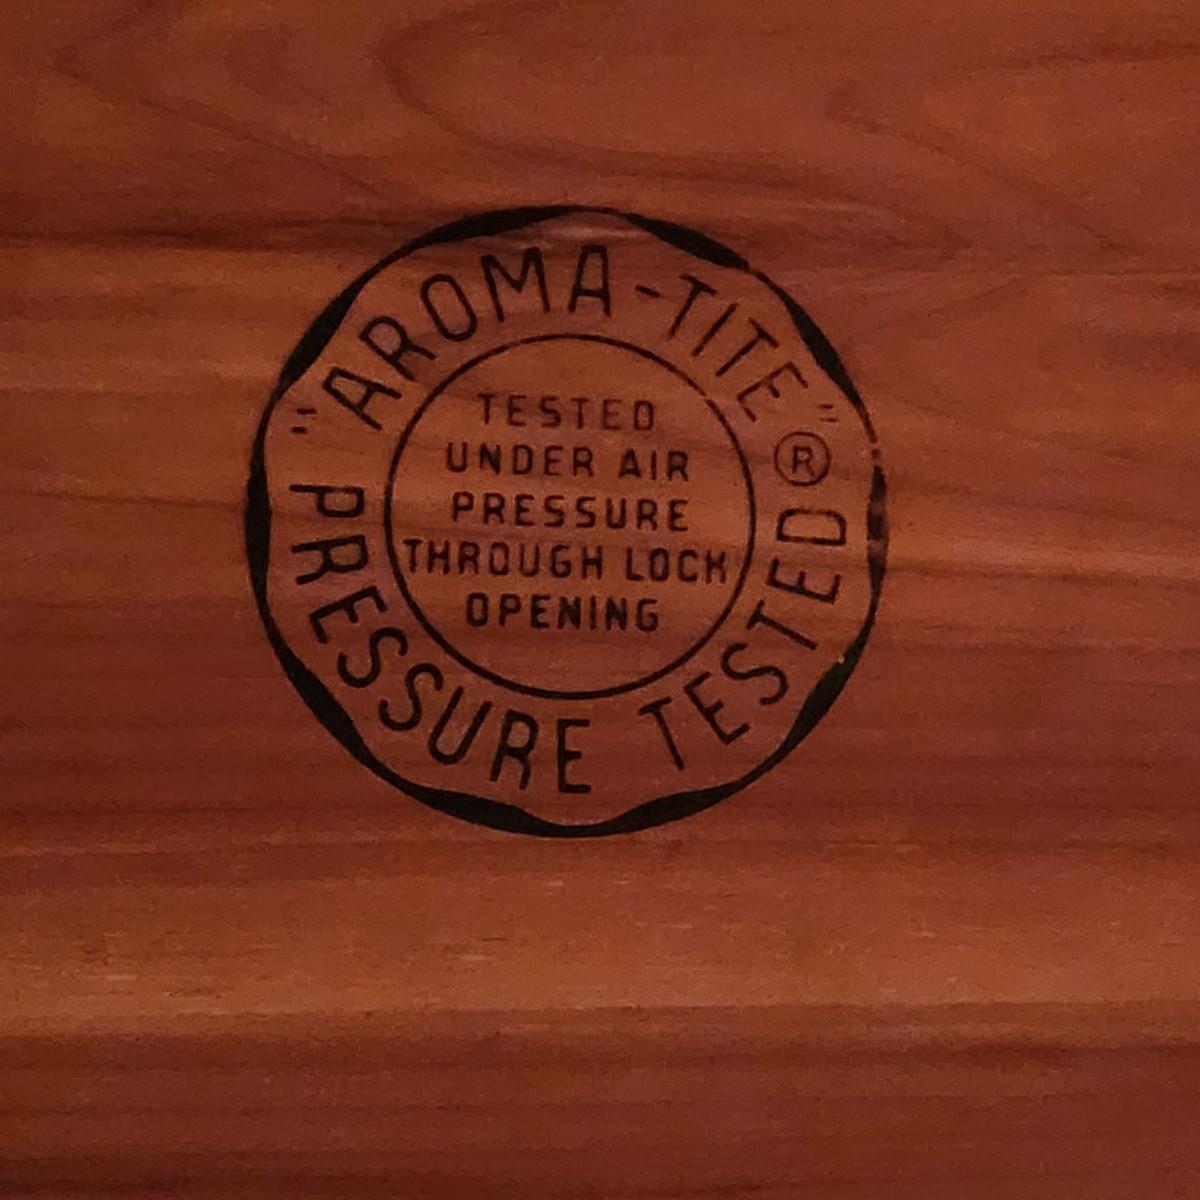 "AROMA-TITE"®
PRESSURE TESTED
TESTED
UNDER AIR
PRESSURE
THROUGH LOCK
OPENING